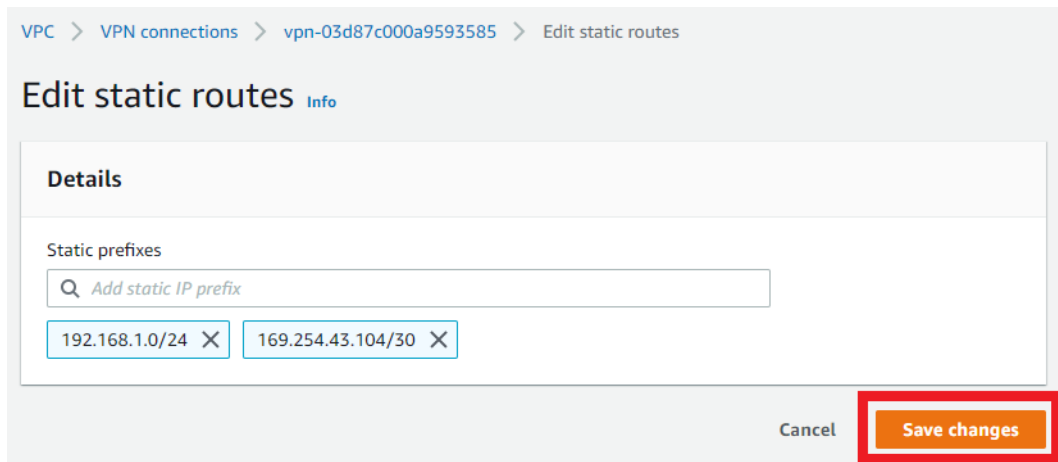 VPC > VPN connections > vpn-03d87c000a9593585 > Edit static routes
Edit static routes Info
Details
Static prefixes
Add static IP prefix
192.168.1.0/24 169.254.43.104/30
Cancel Save changes